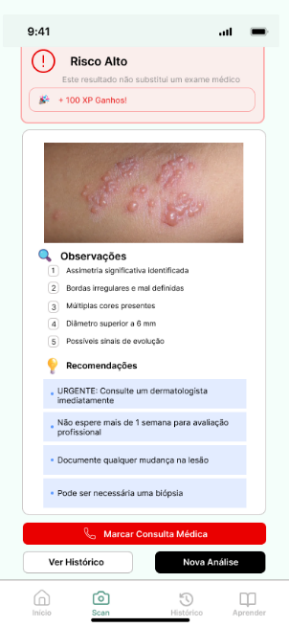 9:41
Risco Alto
Este resultado não substitui um exame médico
+ 100 XP Ganhos!
Observações
1 Assimetria significativa identificada
2 Bordas irregulares e mal definidas
3 Múltiplas cores presentes
4 Diâmetro superior a 6 mm
5 Possíveis sinais de evolução
Recomendações
• URGENTE: Consulte um dermatologista
imediatamente
• Não espere mais de 1 semana para avaliação
profissional
• Documente qualquer mudança na lesão
• Pode ser necessária uma biópsia
Marcar Consulta Médica
Ver Histórico
Nova Análise
Início
Scan
Histórico
Aprender